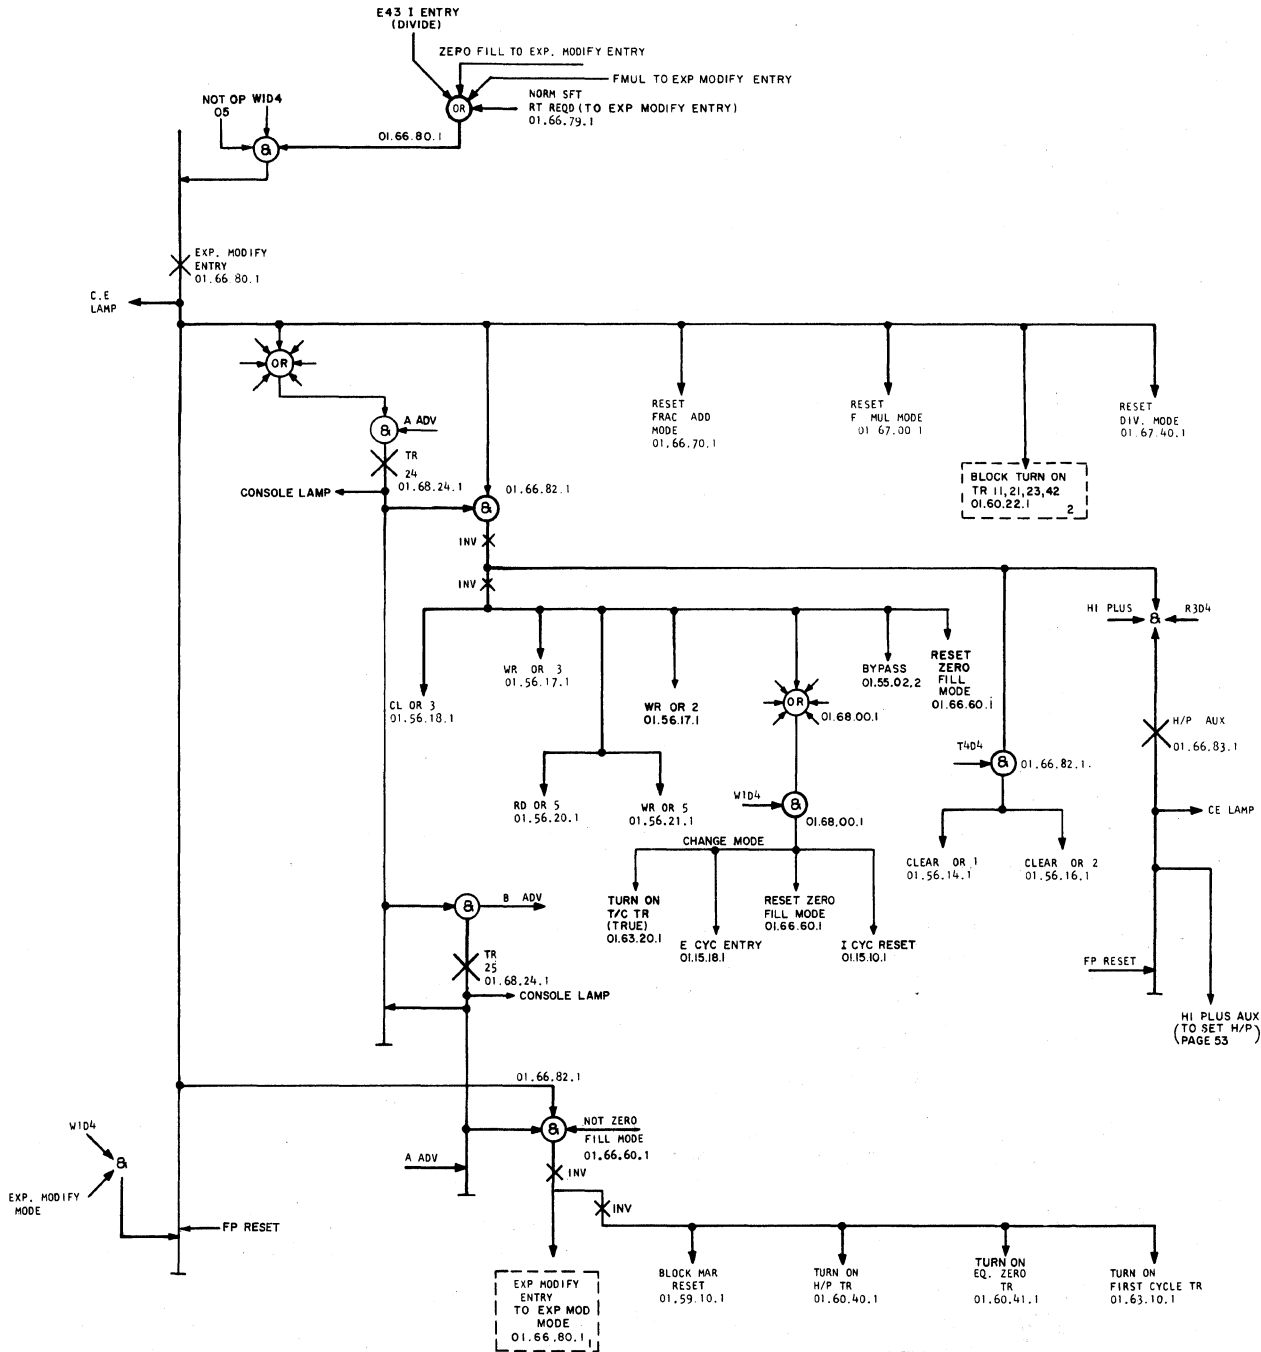 E43 I ENTRY
(DIVIDE)
ZERO FILL TO EXP. MODIFY ENTRY
FMUL TO EXP MODIFY ENTRY
NORM SFT
RT REQD (TO EXP MODIFY ENTRY)
01.66.79.1
OR
NOT OP W1D4
05
01.66.80.1
&
EXP. MODIFY
ENTRY
01.66.80.1
C.E
LAMP
OR
A ADV
&
TR
24
01.68.24.1
CONSOLE LAMP
01.66.82.1
&
INV
INV
RESET
FRAC ADD
MODE
01.66.70.1
RESET
F MUL MODE
01 67.00 1
BLOCK TURN ON
TR 11,21,23,42
01.60.22.1
2
RESET
DIV. MODE
01.67.40.1
HI PLUS
&
R3D4
CL OR 3
01.56.18.1
WR OR 3
01.56.17.1
RD OR 5
01.56.20.1
WR OR 5
01.56.21.1
WR OR 2
01.56.17.1
OR
01.68.00.1
BYPASS
01.55.02.2
RESET
ZERO
FILL
MODE
01.66.60.1
T4D4
&
01.66.82.1.
H/P AUX
01.66.83.1
W1D4
&
01.68.00.1
CHANGE MODE
CE LAMP
CLEAR OR 1
01.56.14.1
CLEAR OR 2
01.56.16.1
TURN ON
T/C TR
(TRUE)
01.63.20.1
E CYC ENTRY
01.15.18.1
RESET ZERO
FILL MODE
01.66.60.1
I CYC RESET
01.15.10.1
&
B ADV
TR
25
01.68.24.1
CONSOLE LAMP
FP RESET
HI PLUS AUX
(TO SET H/P)
PAGE 53
01.66.82.1
&
NOT ZERO
FILL MODE
01.66.60.1
A ADV
W1D4
&
EXP. MODIFY
MODE
FP RESET
INV
INV
EXP MODIFY
ENTRY
TO EXP MOD
MODE
01.66.80.1
1
BLOCK MAR
RESET
01.59.10.1
TURN ON
H/P TR
01.60.40.1
TURN ON
EQ. ZERO
TR
01.60.41.1
TURN ON
FIRST CYCLE TR
01.63.10.1